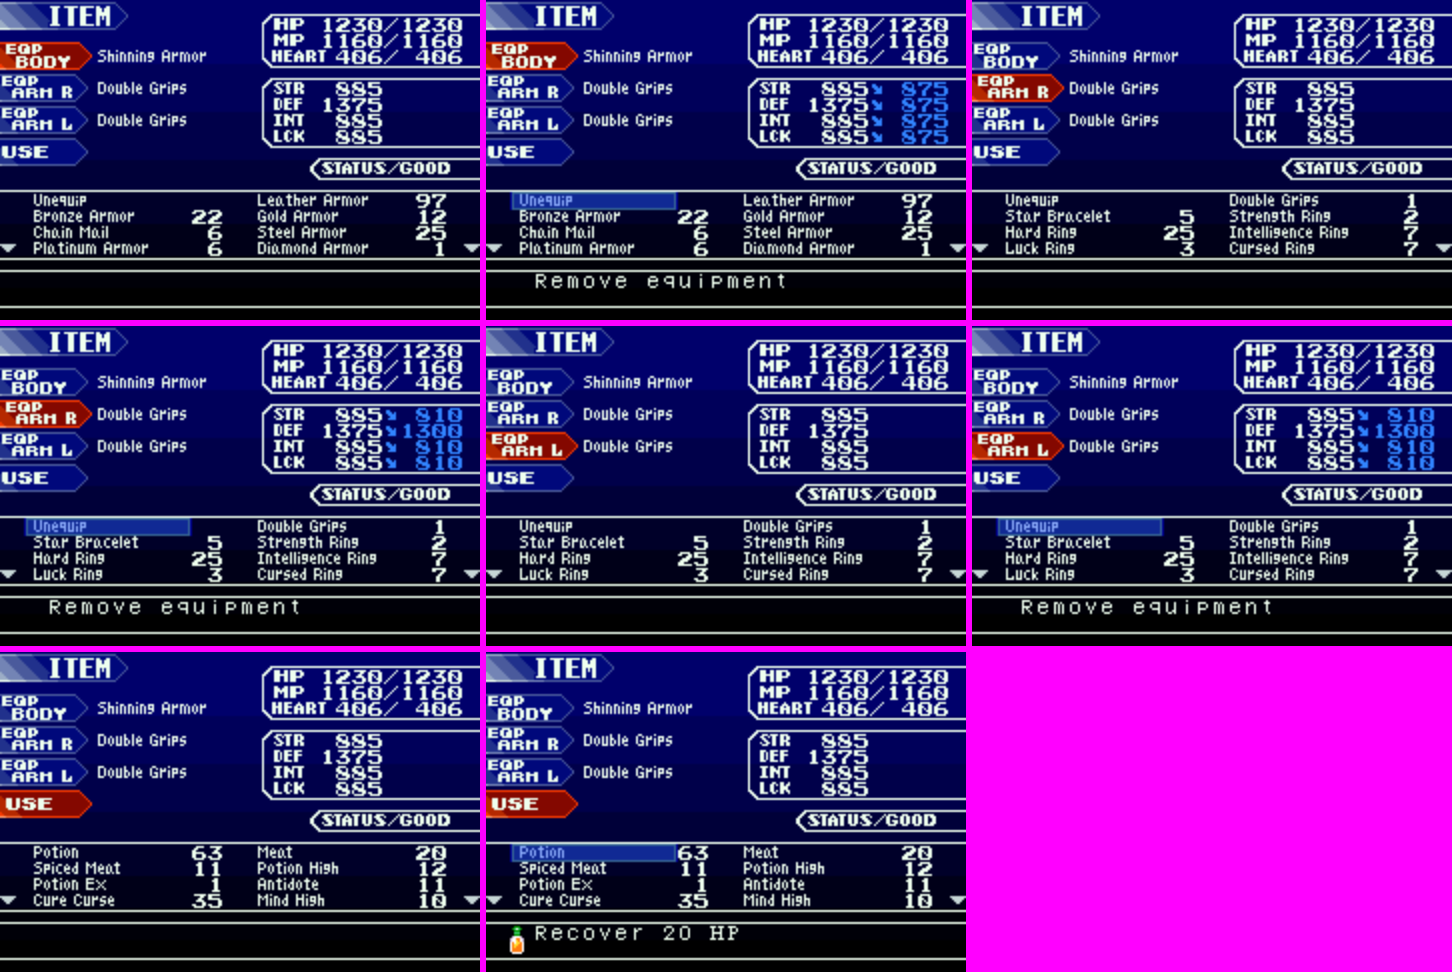 ITEM
HP 1230/1230
MP 1160/1160
HEART 406/ 406
EQP BODY Shinning Armor
EQP ARM R Double Grips
EQP ARM L Double Grips
USE
STR 885
DEF 1375
INT 885
LCK 885
STATUS/GOOD
Unequip Leather Armor 97
Bronze Armor 22 Gold Armor 12
Chain Mail 6 Steel Armor 25
Platinum Armor 6 Diamond Armor 1
ITEM
HP 1230/1230
MP 1160/1160
HEART 406/ 406
EQP BODY Shinning Armor
EQP ARM R Double Grips
EQP ARM L Double Grips
USE
STR 885 875
DEF 1375 875
INT 885 875
LCK 885 875
STATUS/GOOD
Unequip Leather Armor 97
Bronze Armor 22 Gold Armor 12
Chain Mail 6 Steel Armor 25
Platinum Armor 6 Diamond Armor 1
Remove equipment
ITEM
HP 1230/1230
MP 1160/1160
HEART 406/ 406
EQP BODY Shinning Armor
EQP ARM R Double Grips
EQP ARM L Double Grips
USE
STR 885
DEF 1375
INT 885
LCK 885
STATUS/GOOD
Unequip Double Grips 1
Star Bracelet 5 Strength Ring 2
Hard Ring 25 Intelligence Ring 7
Luck Ring 3 Cursed Ring 7
ITEM
HP 1230/1230
MP 1160/1160
HEART 406/ 406
EQP BODY Shinning Armor
EQP ARM R Double Grips
EQP ARM L Double Grips
USE
STR 885 810
DEF 1375 1300
INT 885 810
LCK 885 810
STATUS/GOOD
Unequip Double Grips 1
Star Bracelet 5 Strength Ring 2
Hard Ring 25 Intelligence Ring 7
Luck Ring 3 Cursed Ring 7
Remove equipment
ITEM
HP 1230/1230
MP 1160/1160
HEART 406/ 406
EQP BODY Shinning Armor
EQP ARM R Double Grips
EQP ARM L Double Grips
USE
STR 885
DEF 1375
INT 885
LCK 885
STATUS/GOOD
Unequip Double Grips 1
Star Bracelet 5 Strength Ring 2
Hard Ring 25 Intelligence Ring 7
Luck Ring 3 Cursed Ring 7
ITEM
HP 1230/1230
MP 1160/1160
HEART 406/ 406
EQP BODY Shinning Armor
EQP ARM R Double Grips
EQP ARM L Double Grips
USE
STR 885 810
DEF 1375 1300
INT 885 810
LCK 885 810
STATUS/GOOD
Unequip Double Grips 1
Star Bracelet 5 Strength Ring 2
Hard Ring 25 Intelligence Ring 7
Luck Ring 3 Cursed Ring 7
Remove equipment
ITEM
HP 1230/1230
MP 1160/1160
HEART 406/ 406
EQP BODY Shinning Armor
EQP ARM R Double Grips
EQP ARM L Double Grips
USE
STR 885
DEF 1375
INT 885
LCK 885
STATUS/GOOD
Potion 63 Meat 20
Spiced Meat 11 Potion High 12
Potion Ex 1 Antidote 11
Cure Curse 35 Mind High 10
ITEM
HP 1230/1230
MP 1160/1160
HEART 406/ 406
EQP BODY Shinning Armor
EQP ARM R Double Grips
EQP ARM L Double Grips
USE
STR 885
DEF 1375
INT 885
LCK 885
STATUS/GOOD
Potion 63 Meat 20
Spiced Meat 11 Potion High 12
Potion Ex 1 Antidote 11
Cure Curse 35 Mind High 10
Recover 20 HP